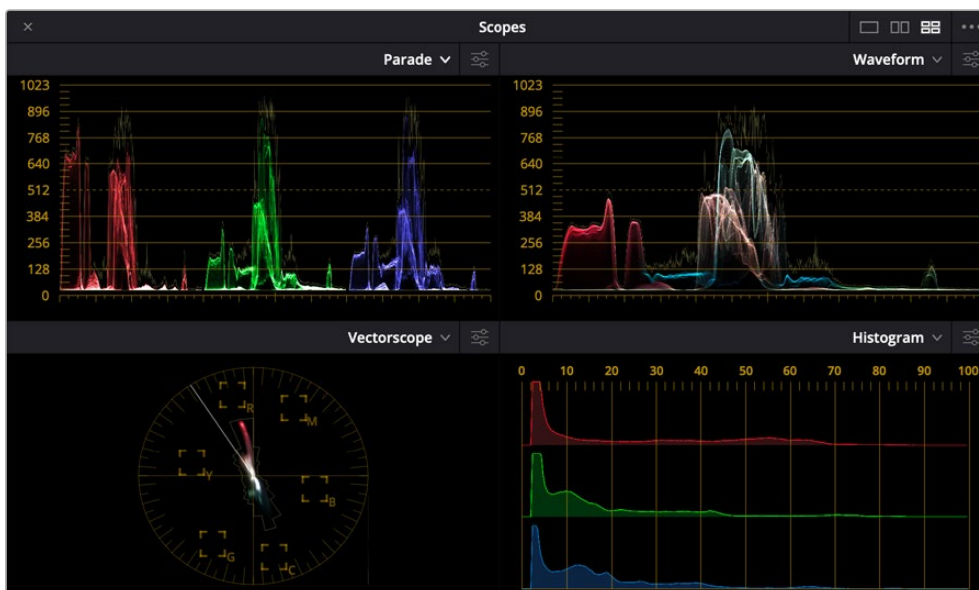 × Scopes
Parade Waveform
1023 1023
896 896
768 768
640 640
512 512
384 384
256 256
128 128
0 0
Vectorscope Histogram
0 10 20 30 40 50 60 70 80 90 100
R
M
Y
B
G
C